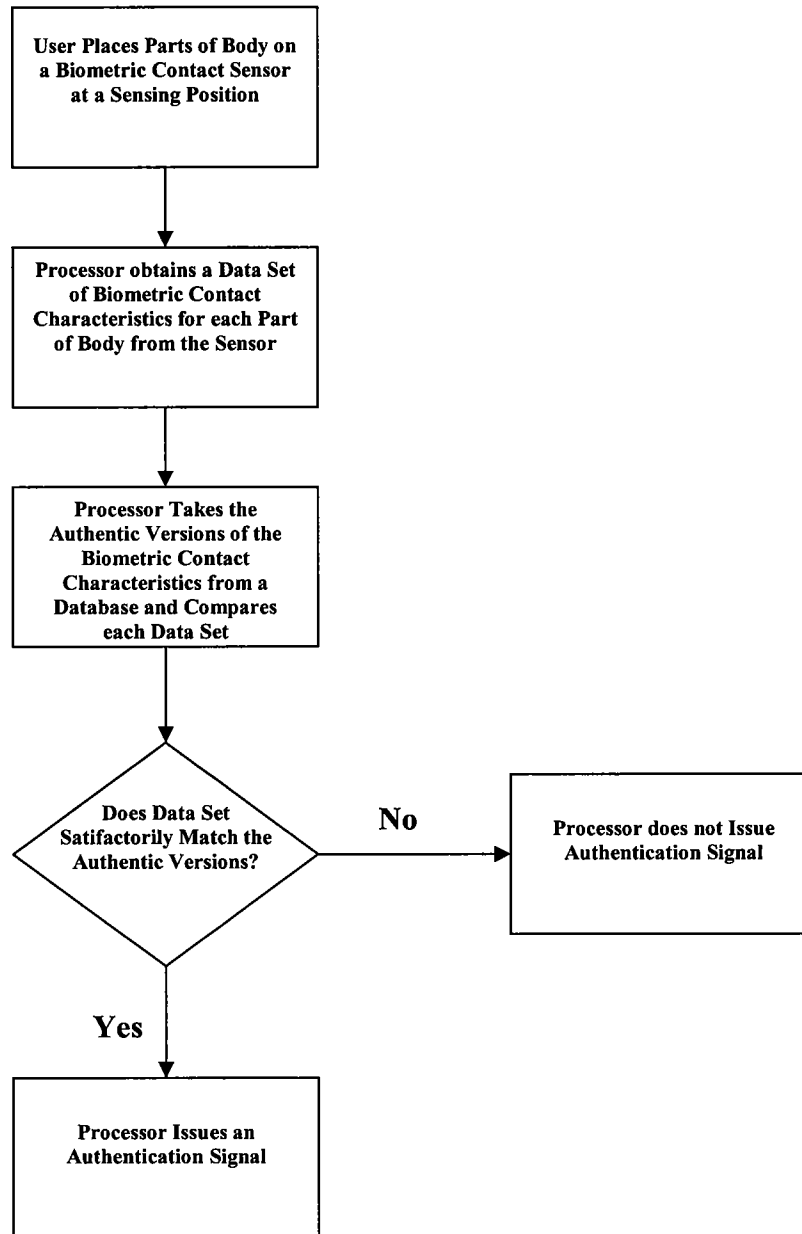 User Places Parts of Body on
a Biometric Contact Sensor
at a Sensing Position
Processor obtains a Data Set
of Biometric Contact
Characteristics for each Part
of Body from the Sensor
Processor Takes the
Authentic Versions of the
Biometric Contact
Characteristics from a
Database and Compares
each Data Set
Does Data Set
Satifactorily Match the
Authentic Versions?
No
Processor does not Issue
Authentication Signal
Yes
Processor Issues an
Authentication Signal